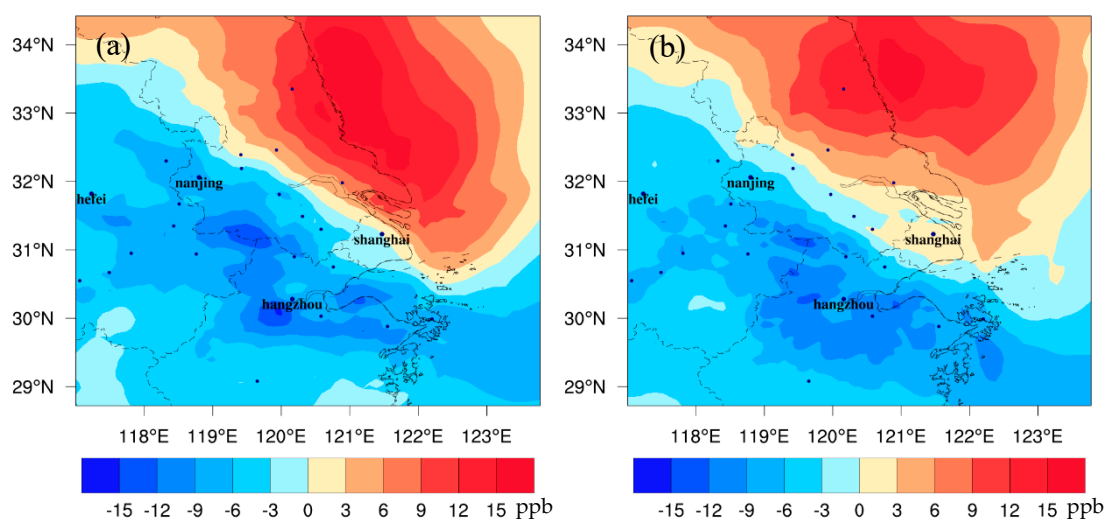 (a)
34°N
33°N
32°N
31°N
30°N
29°N
nanjing
hefei
shanghai
hangzhou
118°E 119°E 120°E 121°E 122°E 123°E
-15 -12 -9 -6 -3 0 3 6 9 12 15 ppb
(b)
34°N
33°N
32°N
31°N
30°N
29°N
nanjing
hefei
shanghai
hangzhou
118°E 119°E 120°E 121°E 122°E 123°E
-15 -12 -9 -6 -3 0 3 6 9 12 15 ppb